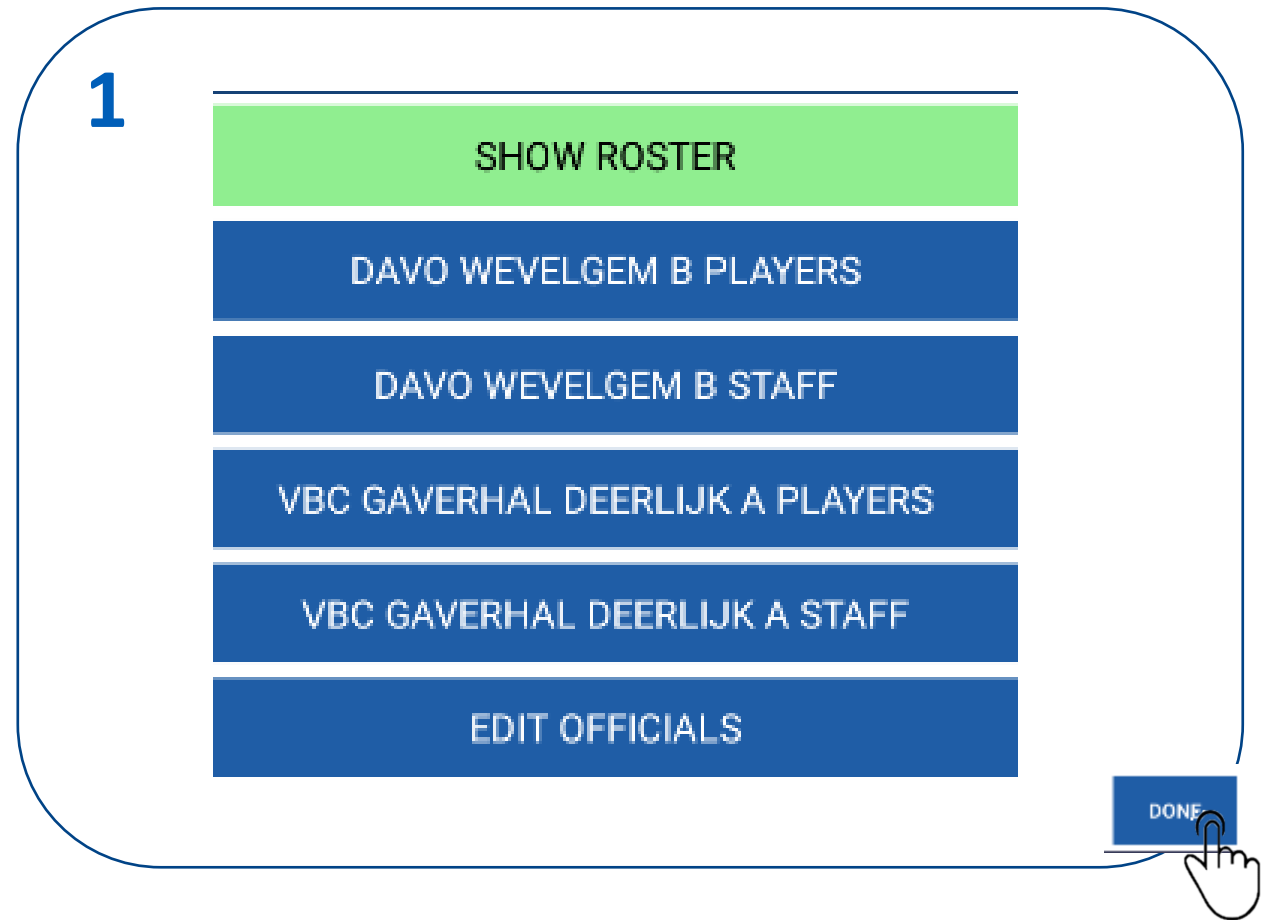 1
SHOW ROSTER
DAVO WEVELGEM B PLAYERS
DAVO WEVELGEM B STAFF
VBC GAVERHAL DEERLIJK A PLAYERS
VBC GAVERHAL DEERLIJK A STAFF
EDIT OFFICIALS
DONE